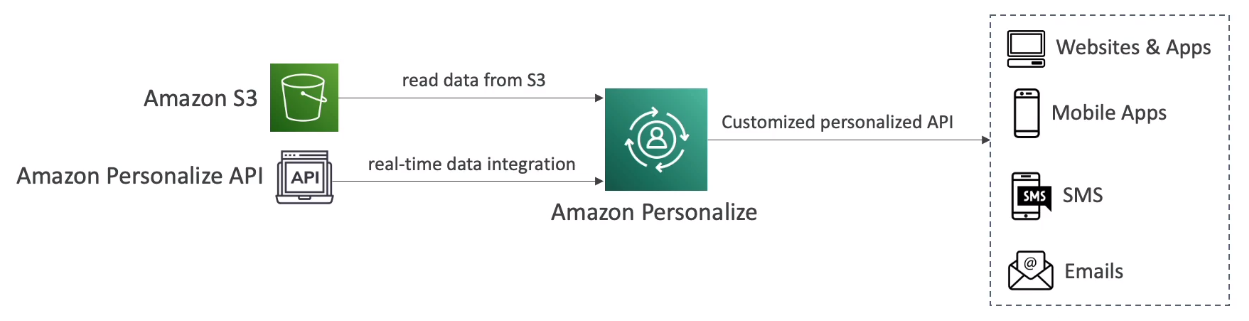 Amazon S3
read data from S3
Amazon Personalize API
API
real-time data integration
Amazon Personalize
Customized personalized API
Websites & Apps
Mobile Apps
SMS
SMS
@
Emails